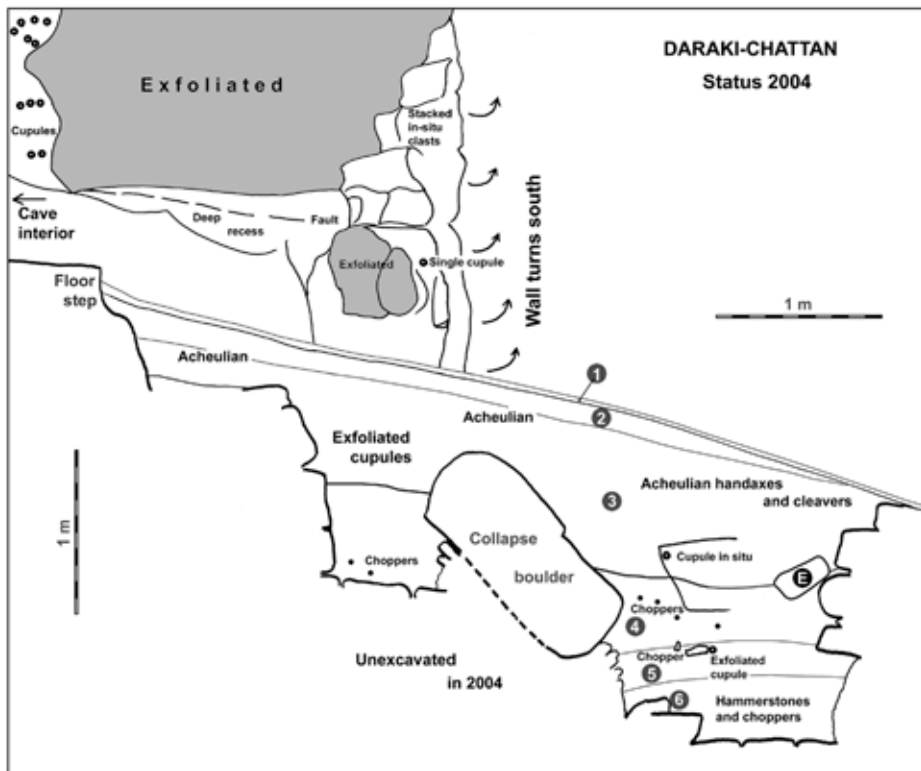 DARAKI-CHATTAN
Status 2004
Exfoliated
Cupules
Stacked
in-situ
clasts
Wall turns south
Cave
interior
Deep
recess
Fault
Exfoliated
Single cupule
Floor
step
1 m
1
Acheulian
2
Acheulian
Exfoliated
cupules
Acheulian handaxes
and cleavers
3
1 m
Collapse
boulder
Cupule in situ
E
Choppers
Choppers
4
Chopper
Exfoliated
cupule
Unexcavated
in 2004
5
6
Hammerstones
and choppers